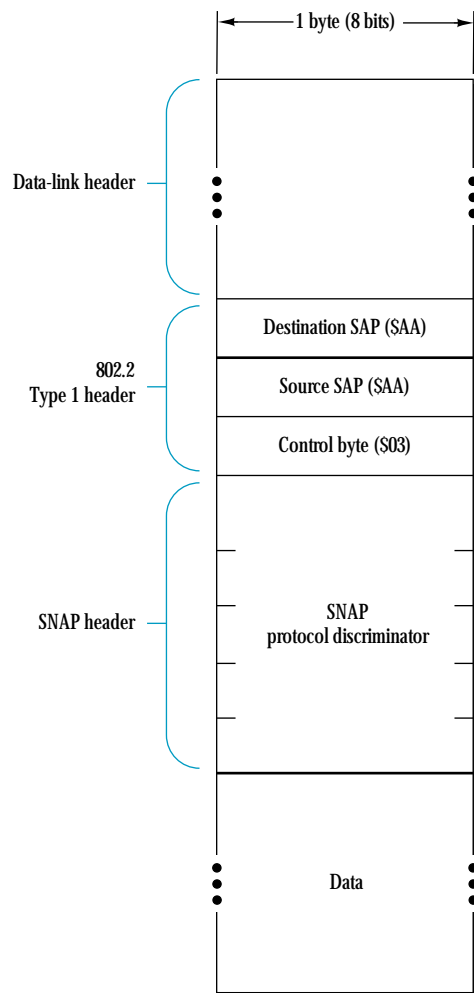 1 byte (8 bits)
Data-link header
Destination SAP ($AA)
802.2
Type 1 header
Source SAP ($AA)
Control byte ($03)
SNAP header
SNAP
protocol discriminator
Data